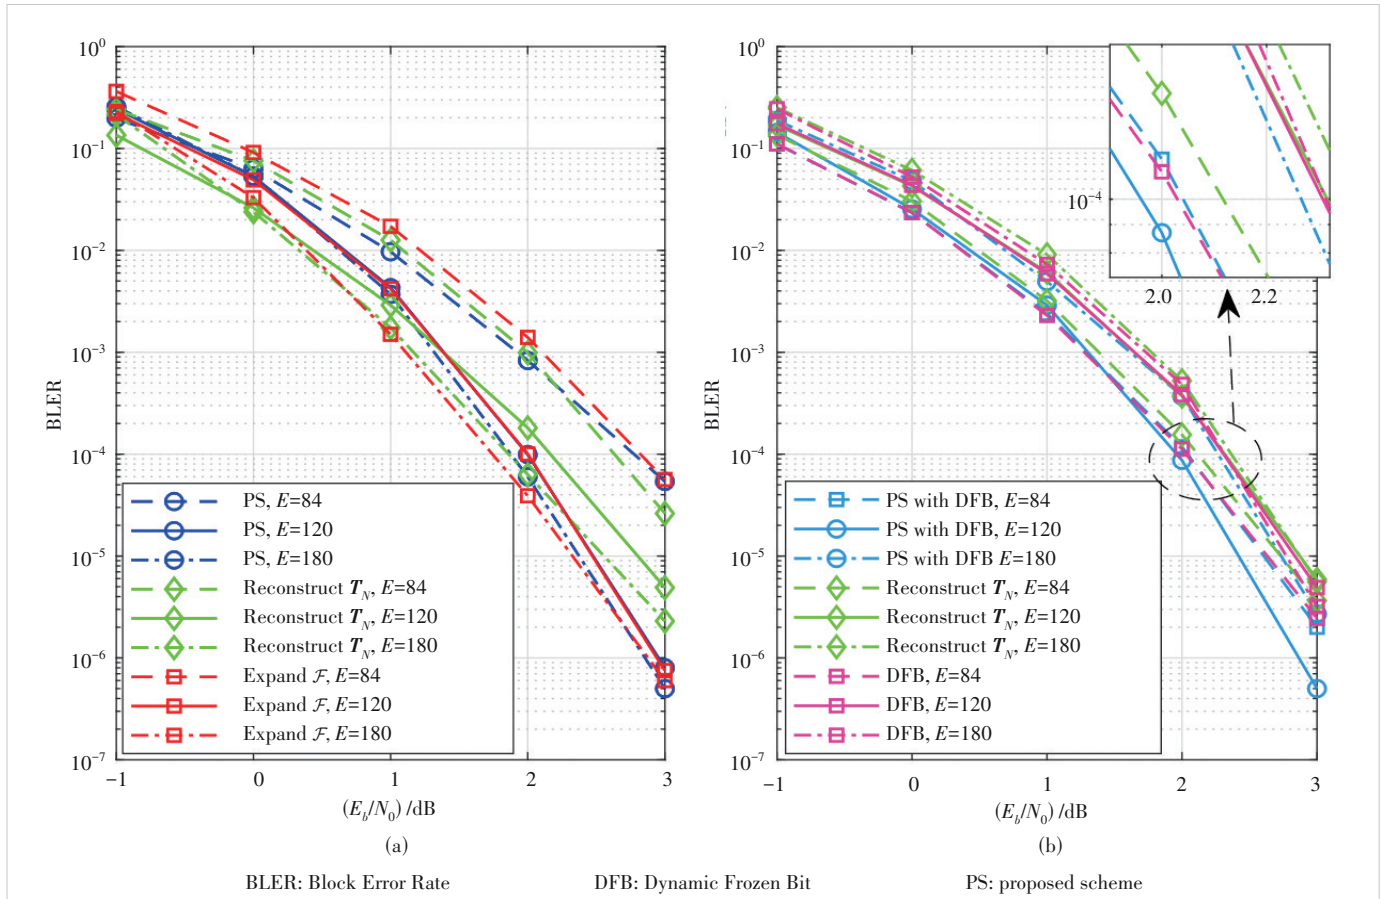 10⁰
10⁻¹
10⁻²
10⁻³
10⁻⁴
10⁻⁵
10⁻⁶
10⁻⁷
BLER
PS, E=84
PS, E=120
PS, E=180
Reconstruct T_N, E=84
Reconstruct T_N, E=120
Reconstruct T_N, E=180
Expand ℱ, E=84
Expand ℱ, E=120
Expand ℱ, E=180
−1 0 1 2 3
(E_b/N_0) /dB
(a)
10⁰
10⁻¹
10⁻²
10⁻³
10⁻⁴
10⁻⁵
10⁻⁶
10⁻⁷
BLER
10⁻⁴
2.0 2.2
PS with DFB, E=84
PS with DFB, E=120
PS with DFB E=180
Reconstruct T_N, E=84
Reconstruct T_N, E=120
Reconstruct T_N, E=180
DFB, E=84
DFB, E=120
DFB, E=180
−1 0 1 2 3
(E_b/N_0) /dB
(b)
BLER: Block Error Rate DFB: Dynamic Frozen Bit PS: proposed scheme